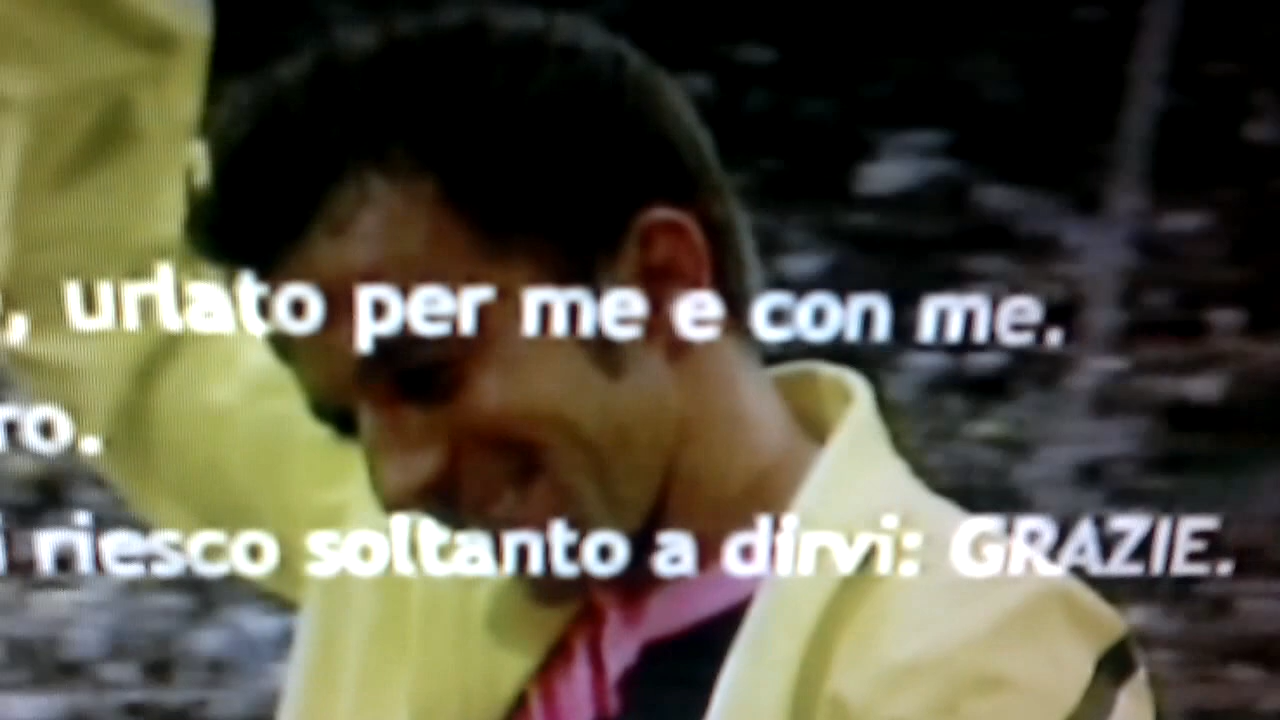 , urlato per me e con me.
ro.
i riesco soltanto a dirvi: GRAZIE.